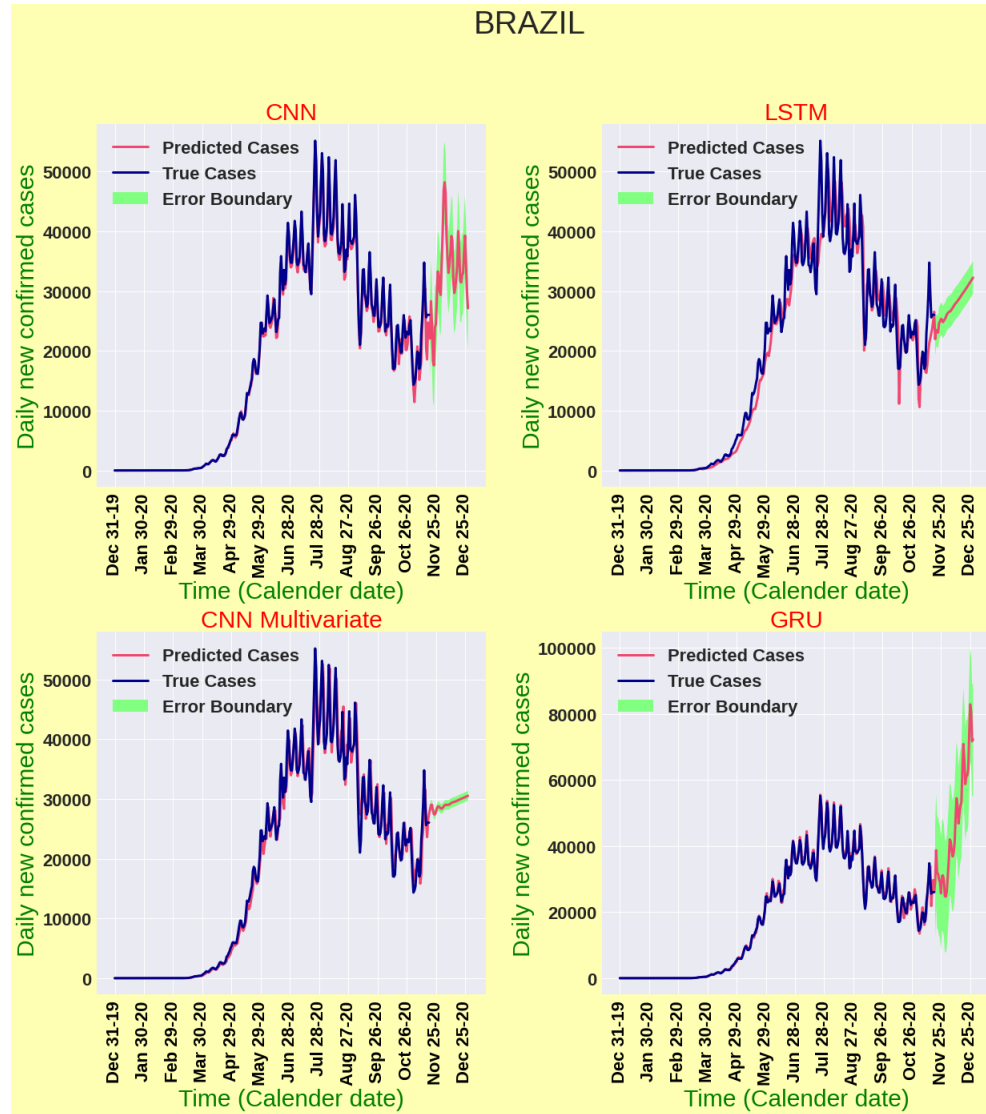 BRAZIL
CNN
Predicted Cases
True Cases
Error Boundary
Daily new confirmed cases
50000
40000
30000
20000
10000
0
Dec 31-19
Jan 30-20
Feb 29-20
Mar 30-20
Apr 29-20
May 29-20
Jun 28-20
Jul 28-20
Aug 27-20
Sep 26-20
Oct 26-20
Nov 25-20
Dec 25-20
Time (Calender date)
LSTM
Predicted Cases
True Cases
Error Boundary
Daily new confirmed cases
50000
40000
30000
20000
10000
0
Dec 31-19
Jan 30-20
Feb 29-20
Mar 30-20
Apr 29-20
May 29-20
Jun 28-20
Jul 28-20
Aug 27-20
Sep 26-20
Oct 26-20
Nov 25-20
Dec 25-20
Time (Calender date)
CNN Multivariate
Predicted Cases
True Cases
Error Boundary
Daily new confirmed cases
50000
40000
30000
20000
10000
0
Dec 31-19
Jan 30-20
Feb 29-20
Mar 30-20
Apr 29-20
May 29-20
Jun 28-20
Jul 28-20
Aug 27-20
Sep 26-20
Oct 26-20
Nov 25-20
Dec 25-20
Time (Calender date)
GRU
Predicted Cases
True Cases
Error Boundary
Daily new confirmed cases
100000
80000
60000
40000
20000
0
Dec 31-19
Jan 30-20
Feb 29-20
Mar 30-20
Apr 29-20
May 29-20
Jun 28-20
Jul 28-20
Aug 27-20
Sep 26-20
Oct 26-20
Nov 25-20
Dec 25-20
Time (Calender date)